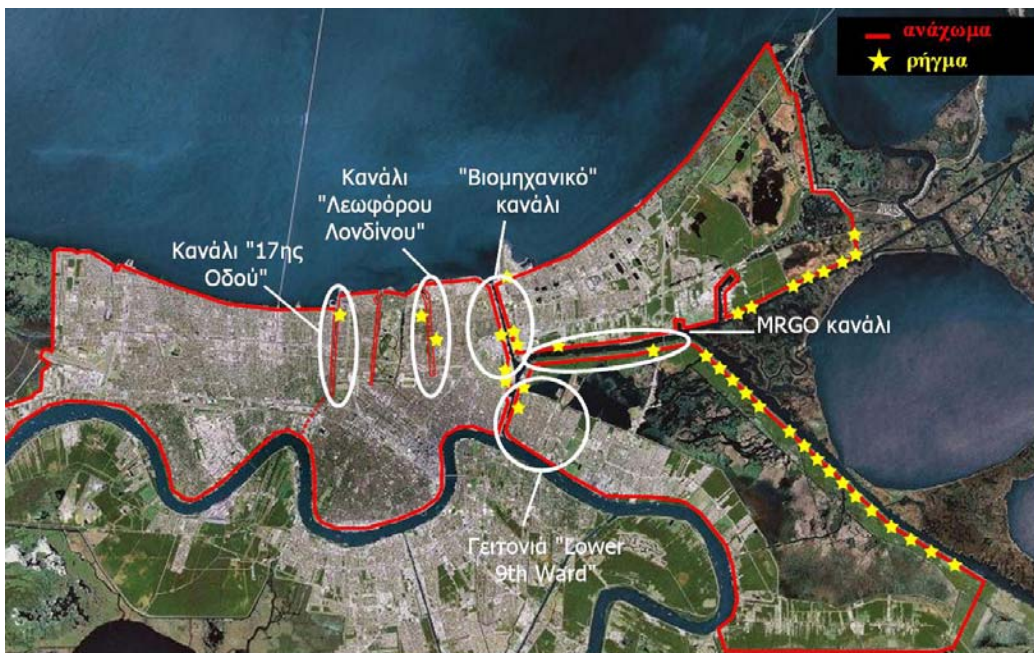 ανάχωμα
ρήγμα
Κανάλι
"Λεωφόρου
Λονδίνου"
"Βιομηχανικό"
κανάλι
Κανάλι "17ης
Οδού"
MRGO κανάλι
Γειτονιά "Lower
9th Ward"